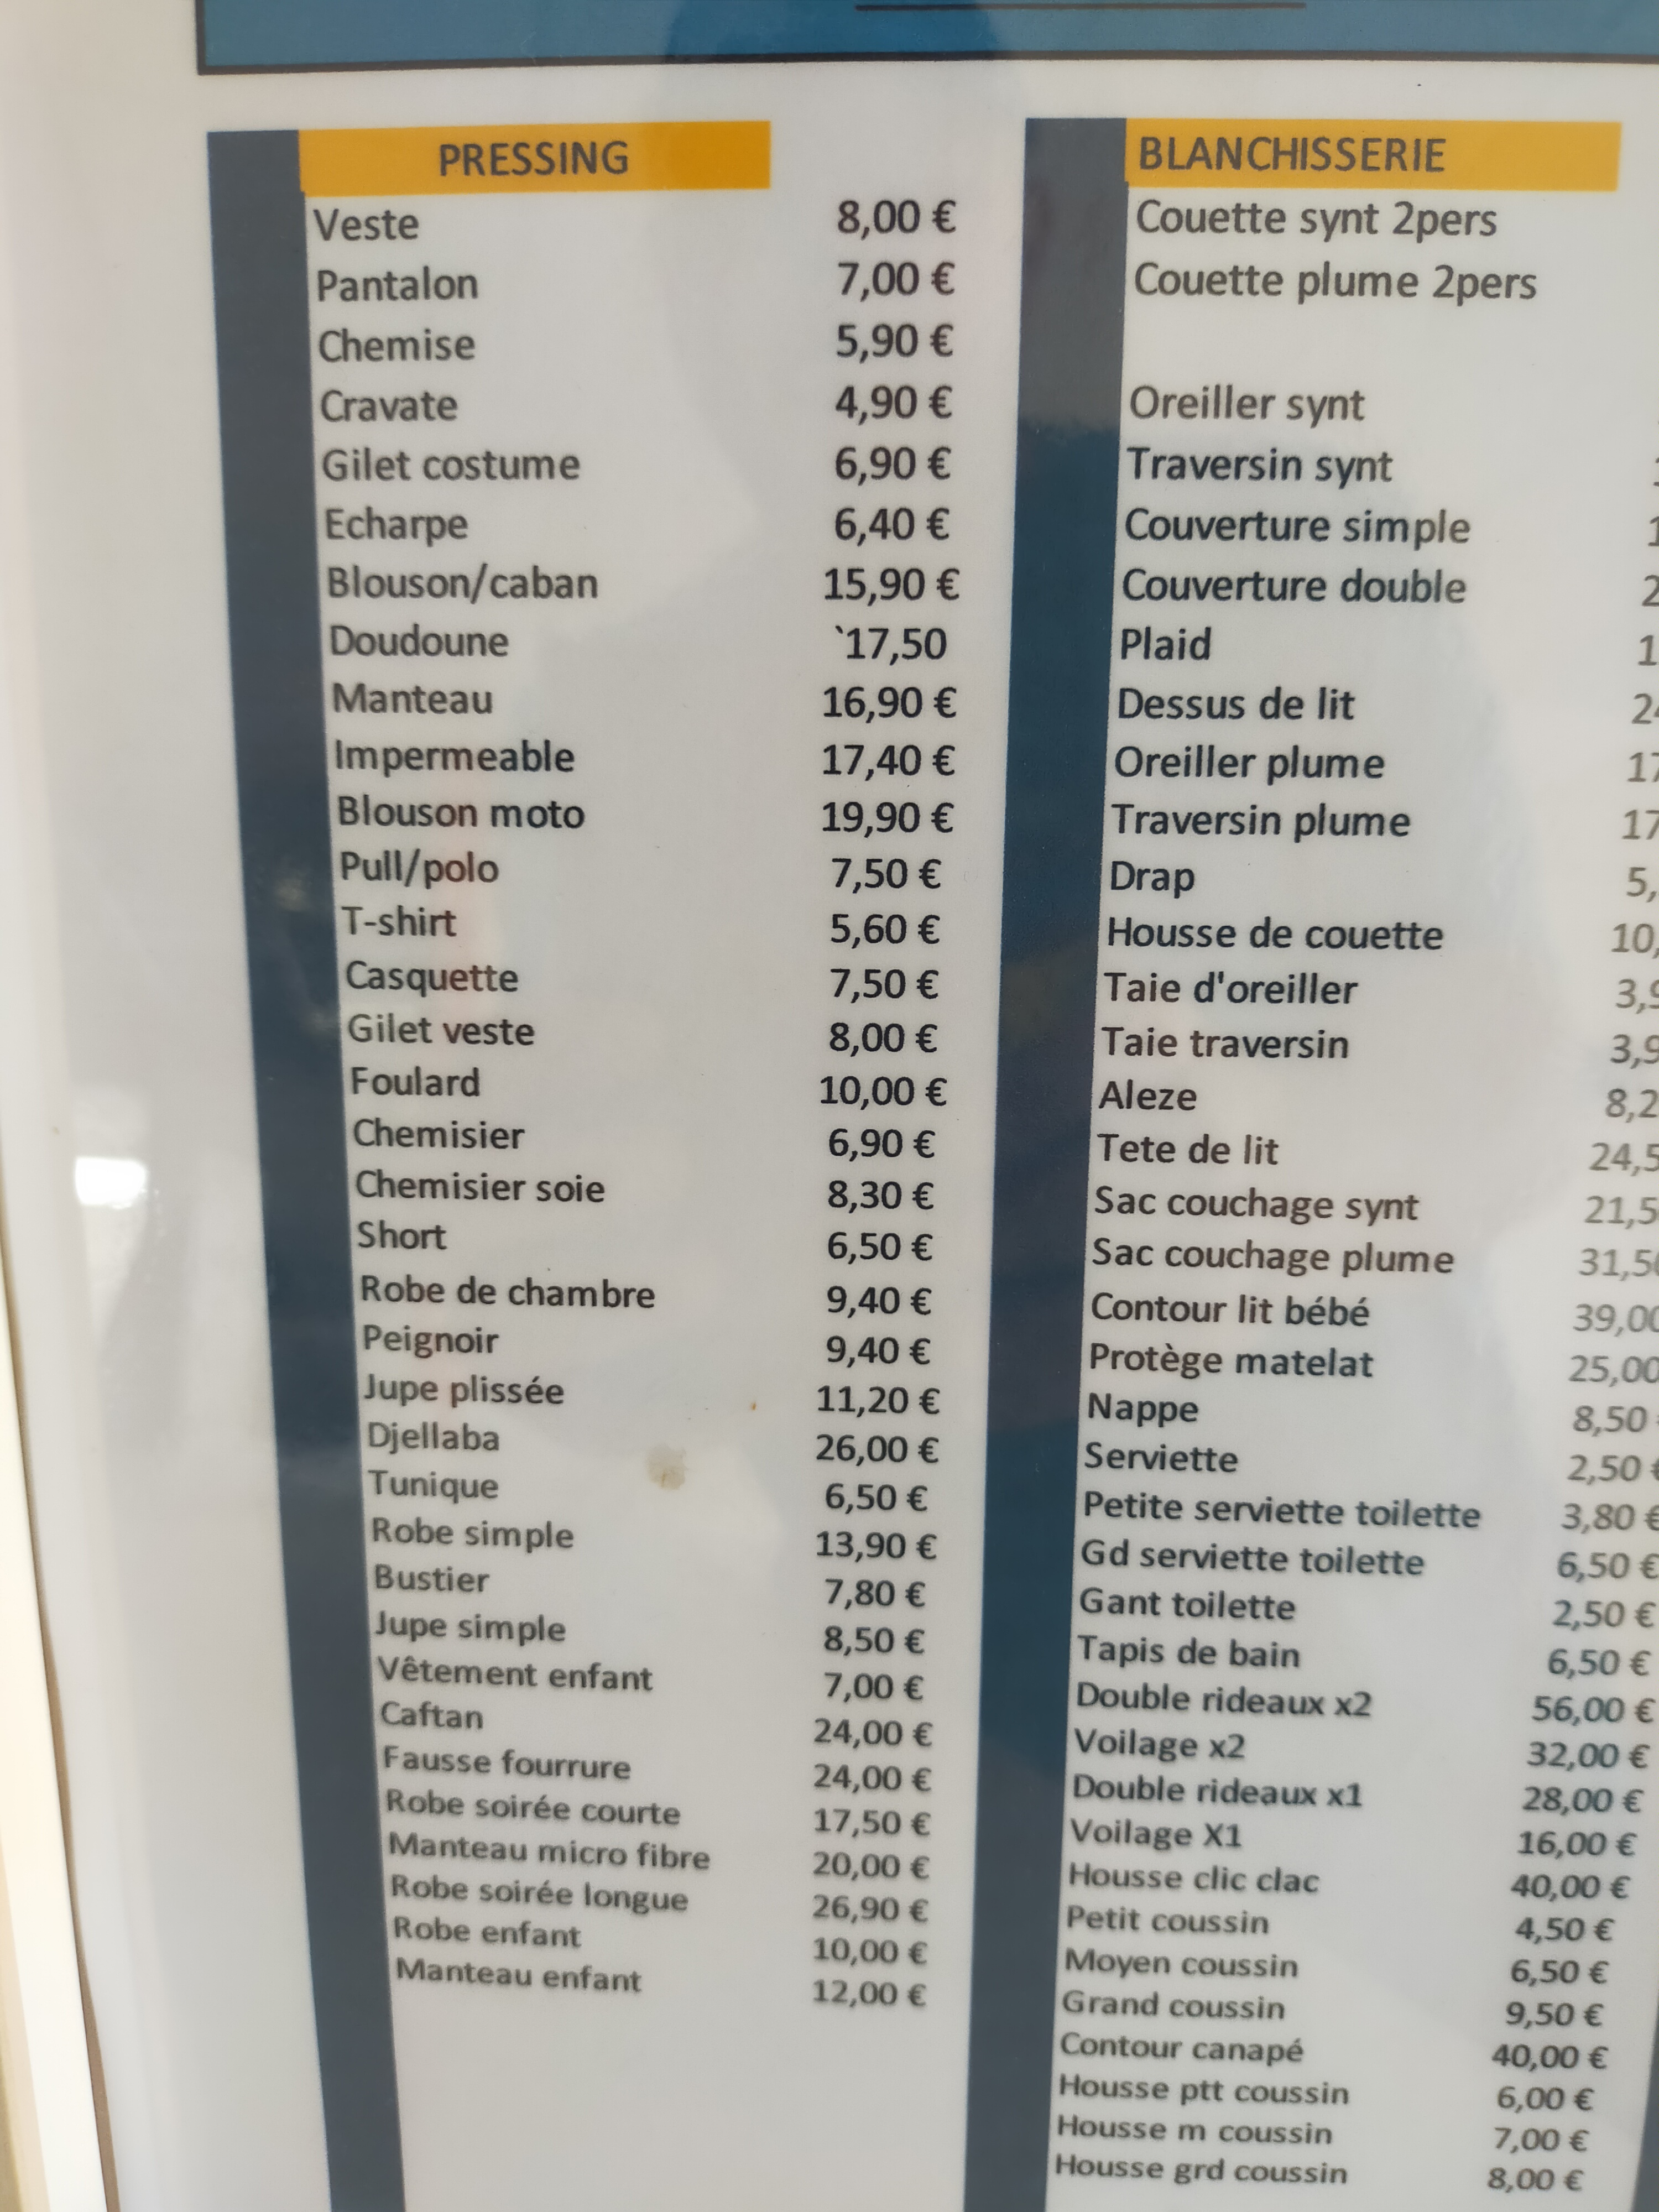 PRESSING
Veste 8,00 €
Pantalon 7,00 €
Chemise 5,90 €
Cravate 4,90 €
Gilet costume 6,90 €
Echarpe 6,40 €
Blouson/caban 15,90 €
Doudoune `17,50
Manteau 16,90 €
Impermeable 17,40 €
Blouson moto 19,90 €
Pull/polo 7,50 €
T-shirt 5,60 €
Casquette 7,50 €
Gilet veste 8,00 €
Foulard 10,00 €
Chemisier 6,90 €
Chemisier soie 8,30 €
Short 6,50 €
Robe de chambre 9,40 €
Peignoir 9,40 €
Jupe plissée 11,20 €
Djellaba 26,00 €
Tunique 6,50 €
Robe simple 13,90 €
Bustier 7,80 €
Jupe simple 8,50 €
Vêtement enfant 7,00 €
Caftan 24,00 €
Fausse fourrure 24,00 €
Robe soirée courte 17,50 €
Manteau micro fibre 20,00 €
Robe soirée longue 26,90 €
Robe enfant 10,00 €
Manteau enfant 12,00 €
BLANCHISSERIE
Couette synt 2pers
Couette plume 2pers
Oreiller synt
Traversin synt
Couverture simple
Couverture double
Plaid
Dessus de lit
Oreiller plume
Traversin plume
Drap
Housse de couette
Taie d'oreiller
Taie traversin
Aleze
Tete de lit
Sac couchage synt
Sac couchage plume
Contour lit bébé 39,00
Protège matelat 25,00
Nappe 8,50
Serviette 2,50 €
Petite serviette toilette 3,80 €
Gd serviette toilette 6,50 €
Gant toilette 2,50 €
Tapis de bain 6,50 €
Double rideaux x2 56,00 €
Voilage x2 32,00 €
Double rideaux x1 28,00 €
Voilage X1 16,00 €
Housse clic clac 40,00 €
Petit coussin 4,50 €
Moyen coussin 6,50 €
Grand coussin 9,50 €
Contour canapé 40,00 €
Housse ptt coussin 6,00 €
Housse m coussin 7,00 €
Housse grd coussin 8,00 €